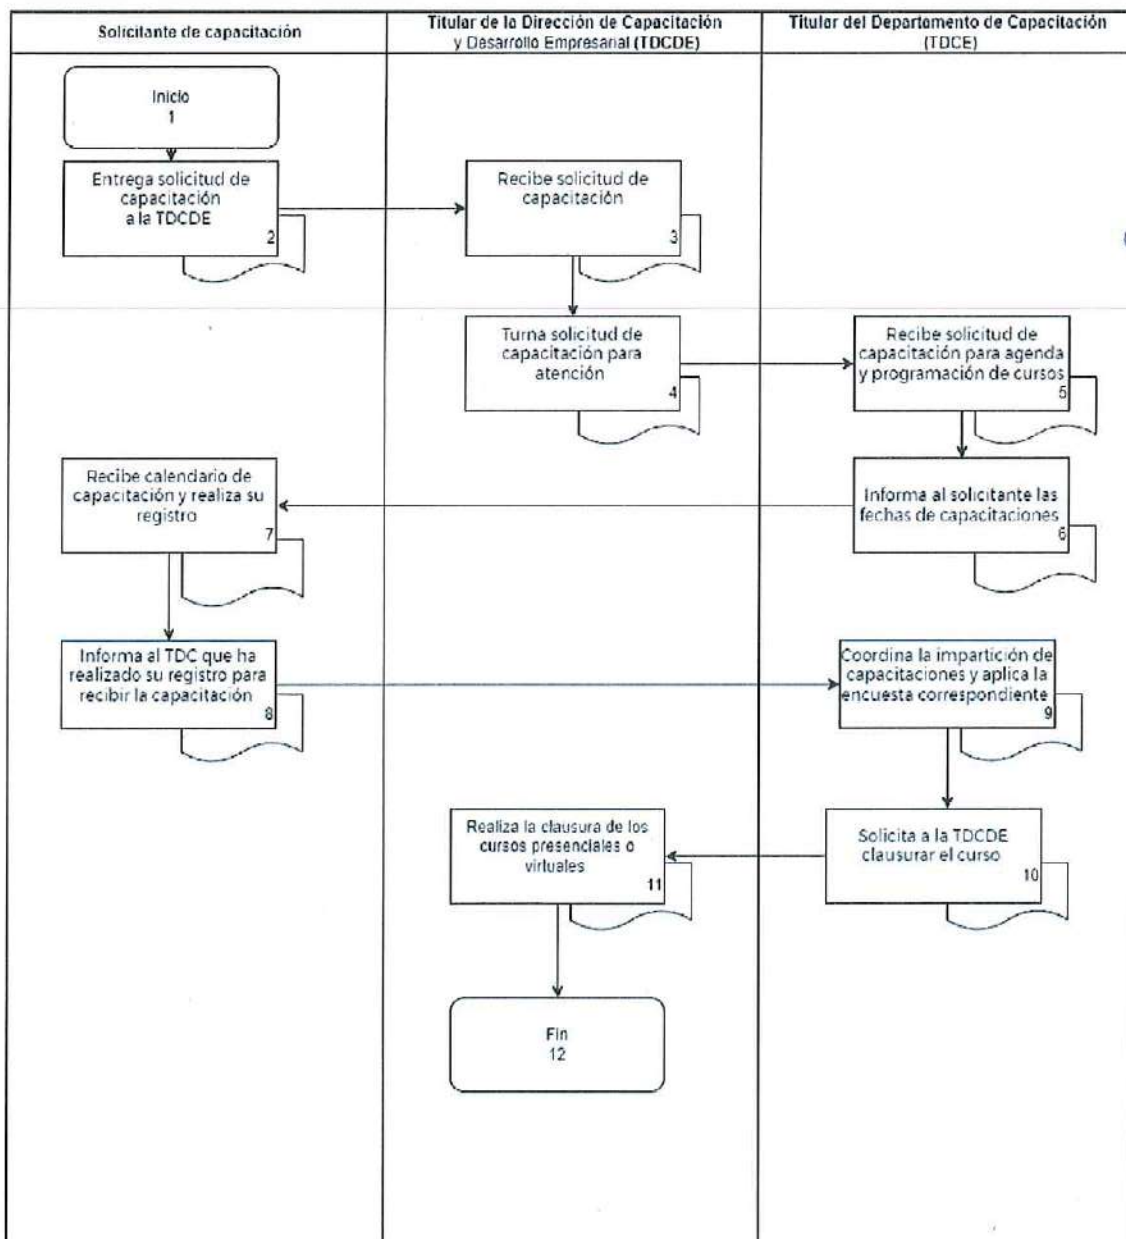 Solicitante de capacitación
Titular de la Dirección de Capacitación
y Desarrollo Empresarial (TDCDE)
Titular del Departamento de Capacitación
(TDCE)
Inicio
1
Entrega solicitud de
capacitación
a la TDCDE
2
Recibe solicitud de
capacitación
3
Turna solicitud de
capacitación para
atención
4
Recibe solicitud de
capacitación para agenda
y programación de cursos
5
Informa al solicitante las
fechas de capacitaciones
6
Recibe calendario de
capacitación y realiza su
registro
7
Informa al TDC que ha
realizado su registro para
recibir la capacitación
8
Coordina la impartición de
capacitaciones y aplica la
encuesta correspondiente
9
Solicita a la TDCDE
clausurar el curso
10
Realiza la clausura de los
cursos presenciales o
virtuales
11
Fin
12